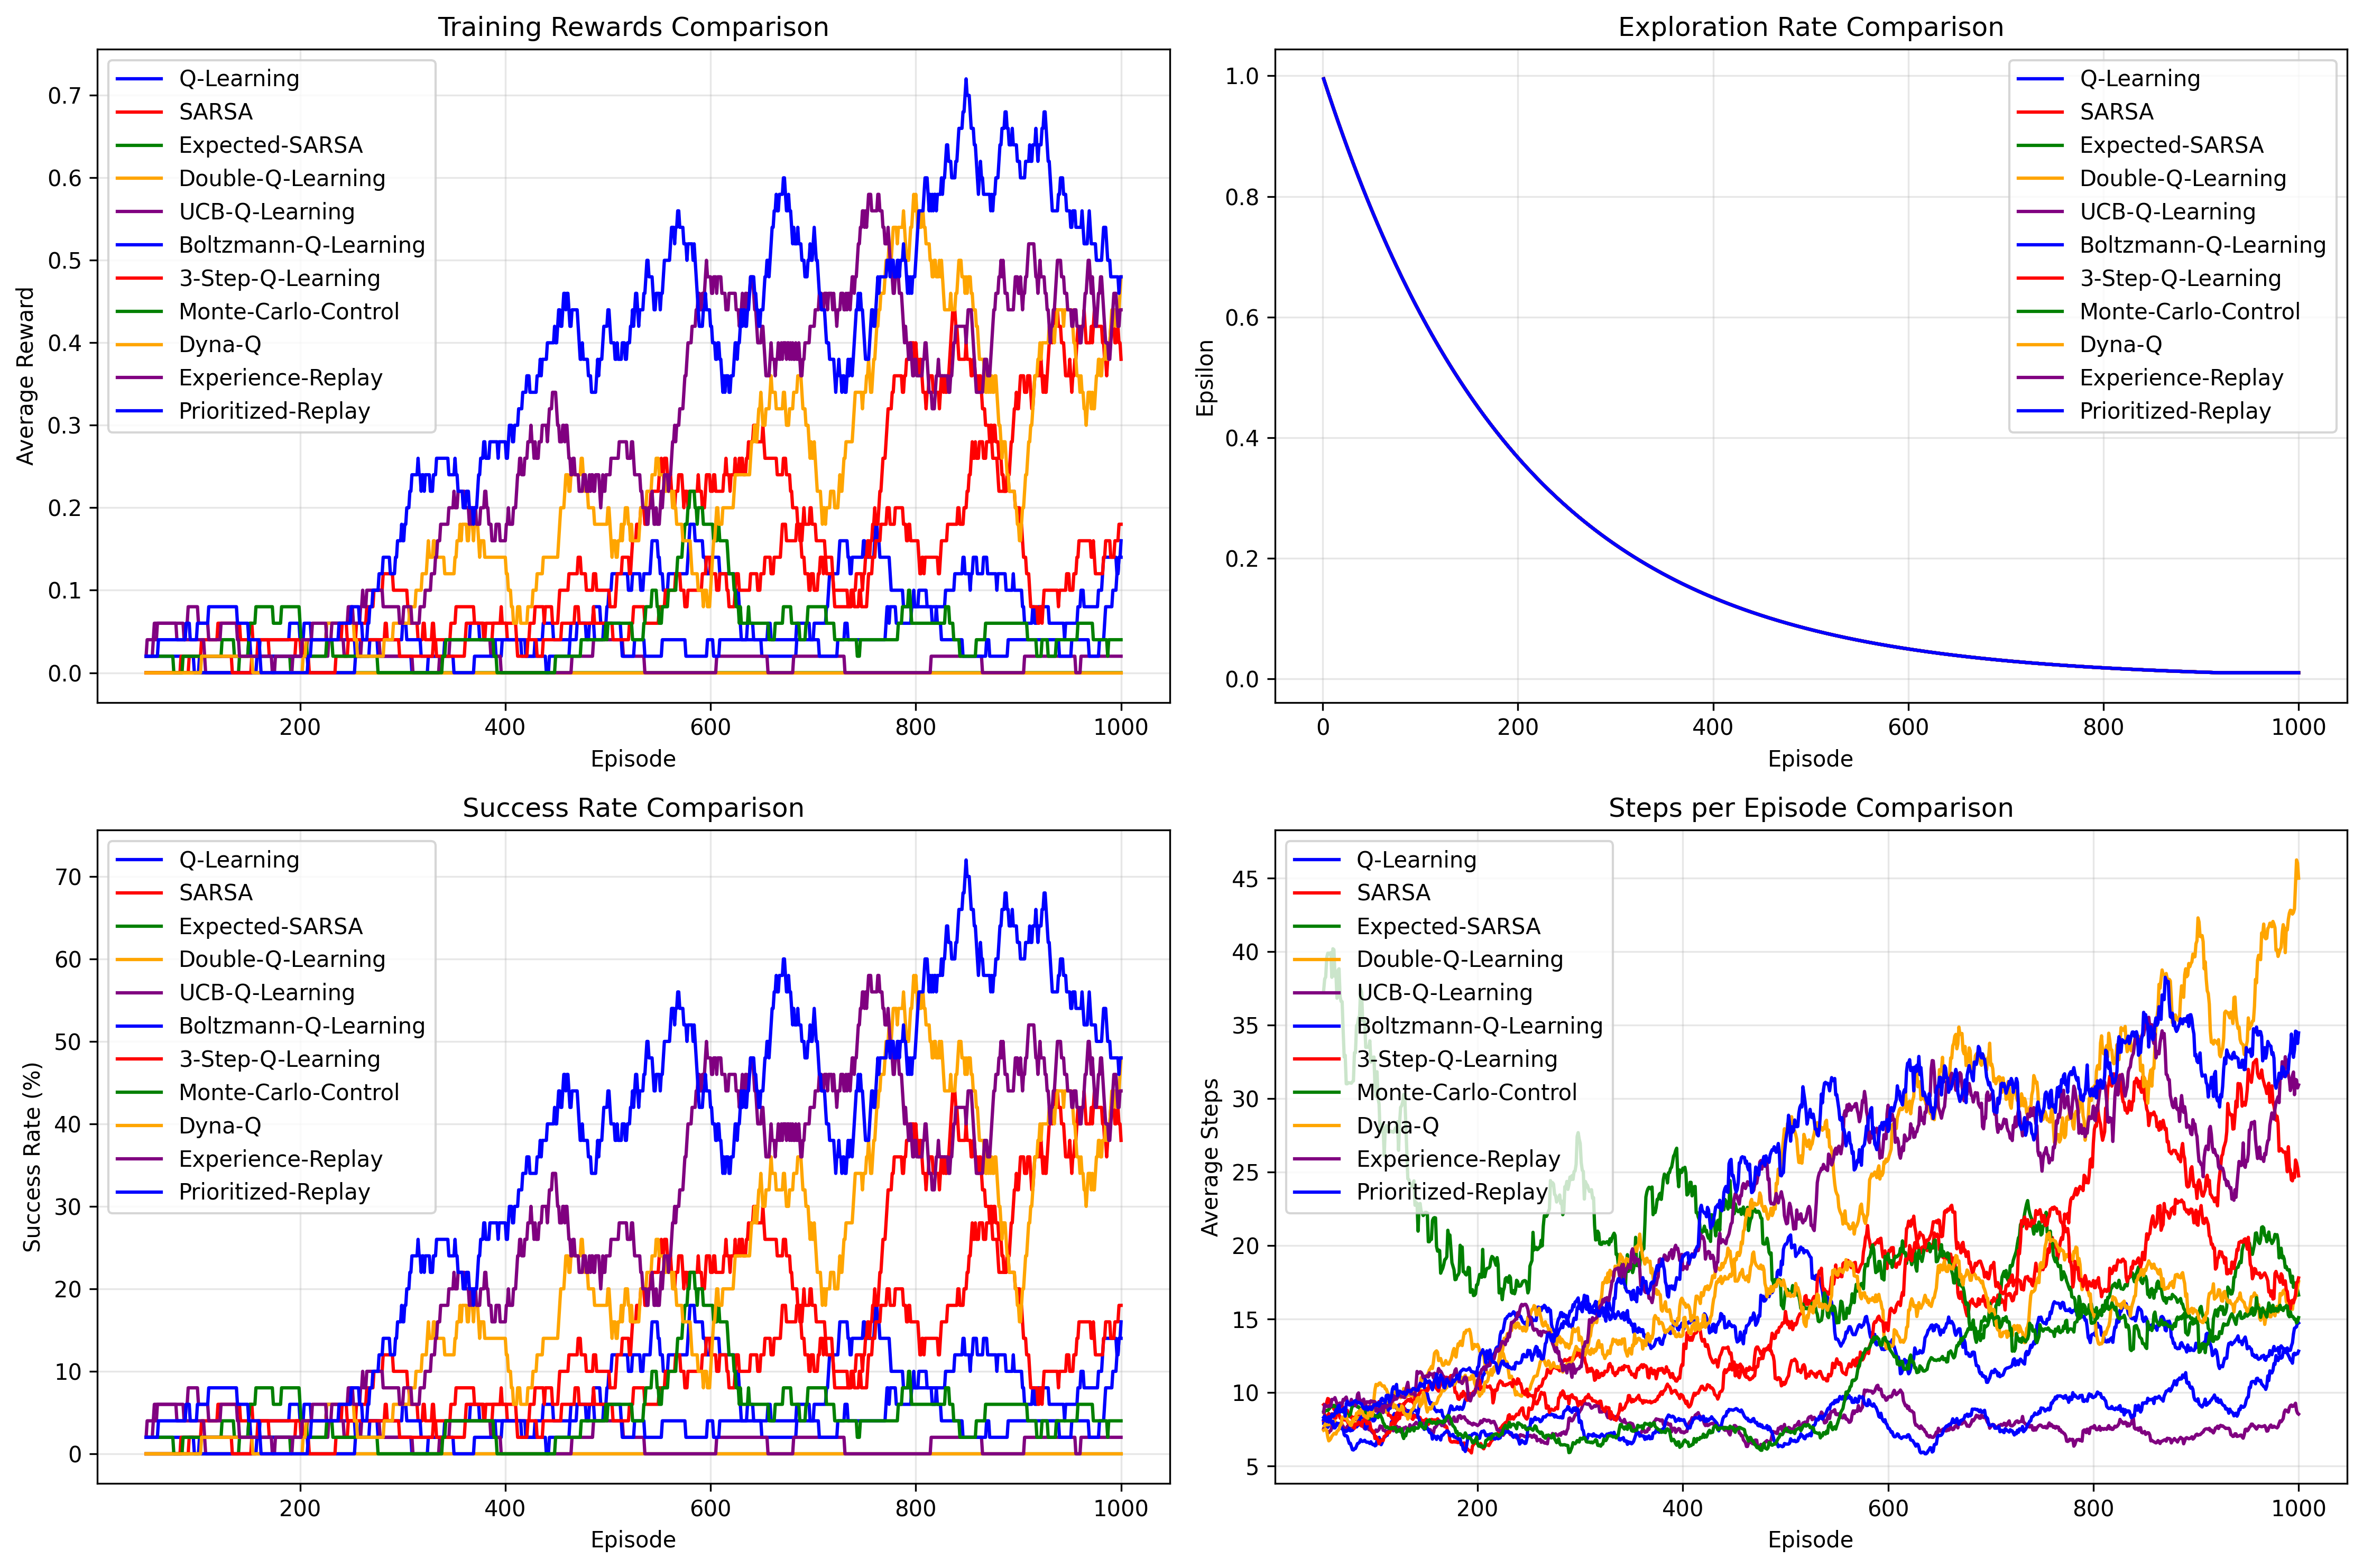 Training Rewards Comparison
Average Reward
0.7
0.6
0.5
0.4
0.3
0.2
0.1
0.0
Q-Learning
SARSA
Expected-SARSA
Double-Q-Learning
UCB-Q-Learning
Boltzmann-Q-Learning
3-Step-Q-Learning
Monte-Carlo-Control
Dyna-Q
Experience-Replay
Prioritized-Replay
200 400 600 800 1000
Episode
Exploration Rate Comparison
Epsilon
1.0
0.8
0.6
0.4
0.2
0.0
Q-Learning
SARSA
Expected-SARSA
Double-Q-Learning
UCB-Q-Learning
Boltzmann-Q-Learning
3-Step-Q-Learning
Monte-Carlo-Control
Dyna-Q
Experience-Replay
Prioritized-Replay
0 200 400 600 800 1000
Episode
Success Rate Comparison
Success Rate (%)
70
60
50
40
30
20
10
0
Q-Learning
SARSA
Expected-SARSA
Double-Q-Learning
UCB-Q-Learning
Boltzmann-Q-Learning
3-Step-Q-Learning
Monte-Carlo-Control
Dyna-Q
Experience-Replay
Prioritized-Replay
200 400 600 800 1000
Episode
Steps per Episode Comparison
Average Steps
45
40
35
30
25
20
15
10
5
Q-Learning
SARSA
Expected-SARSA
Double-Q-Learning
UCB-Q-Learning
Boltzmann-Q-Learning
3-Step-Q-Learning
Monte-Carlo-Control
Dyna-Q
Experience-Replay
Prioritized-Replay
200 400 600 800 1000
Episode